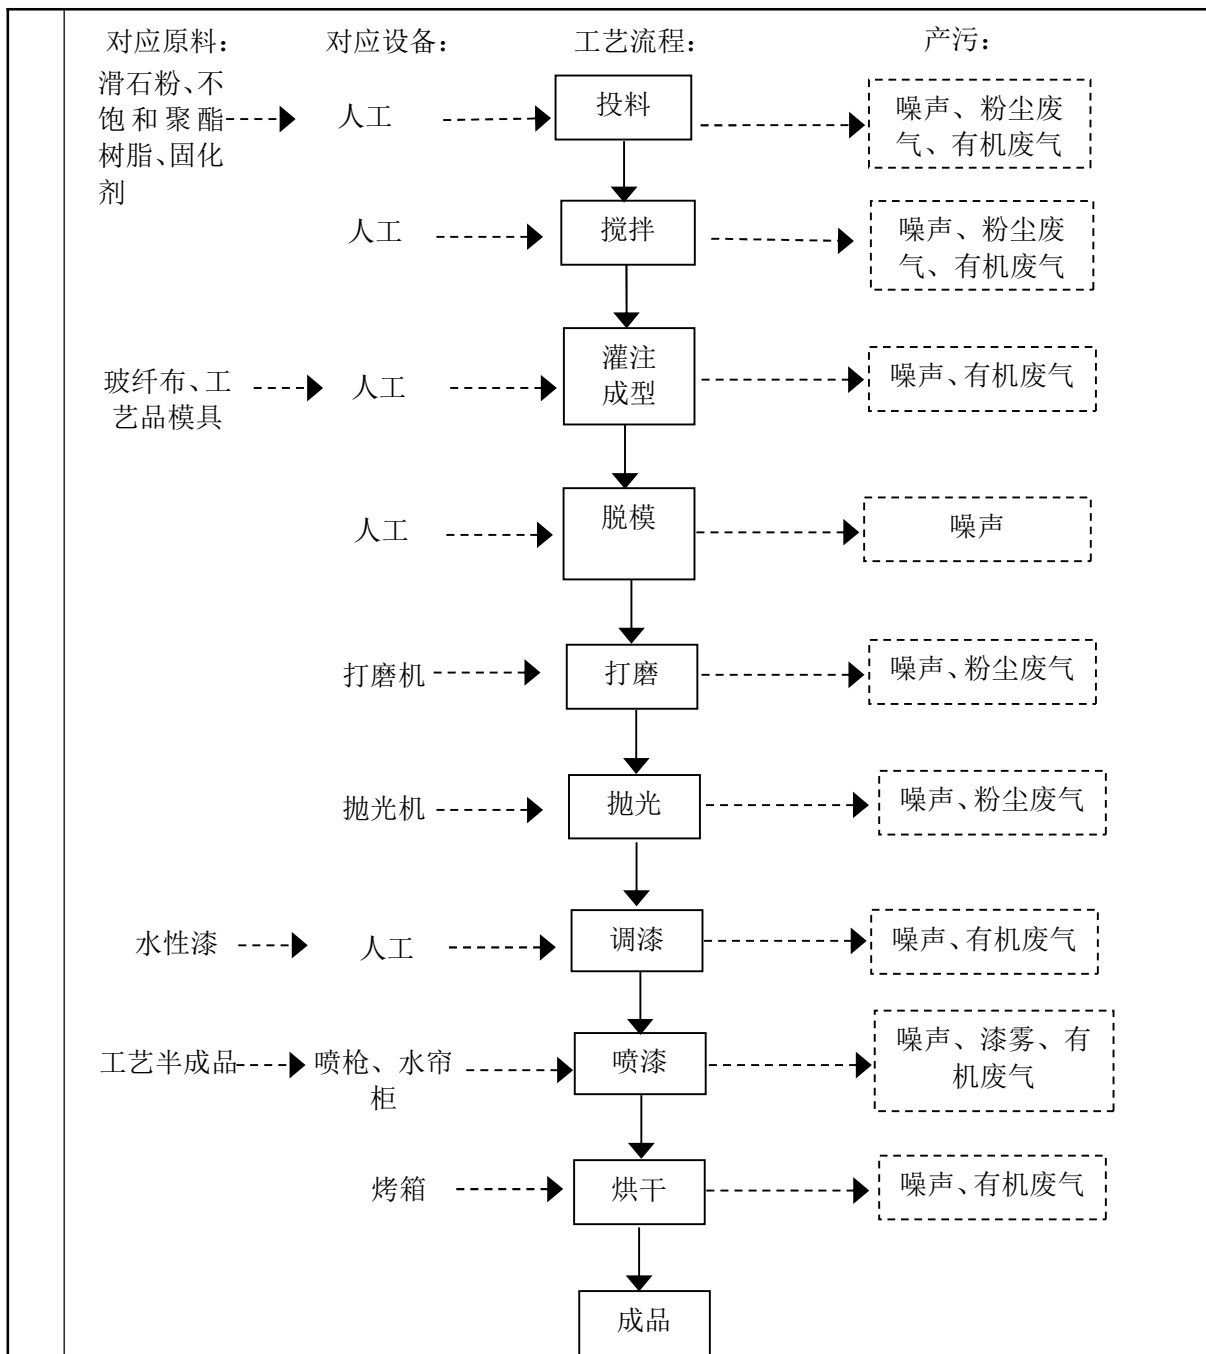 对应原料： 对应设备： 工艺流程： 产污：
滑石粉、不
饱和聚酯
树脂、固化
剂
人工
投料
噪声、粉尘废
气、有机废气
人工
搅拌
噪声、粉尘废
气、有机废气
玻纤布、工
艺品模具
人工
灌注
成型
噪声、有机废气
人工
脱模
噪声
打磨机
打磨
噪声、粉尘废气
抛光机
抛光
噪声、粉尘废气
水性漆
人工
调漆
噪声、有机废气
工艺半成品
喷枪、水帘
柜
喷漆
噪声、漆雾、有
机废气
烤箱
烘干
噪声、有机废气
成品